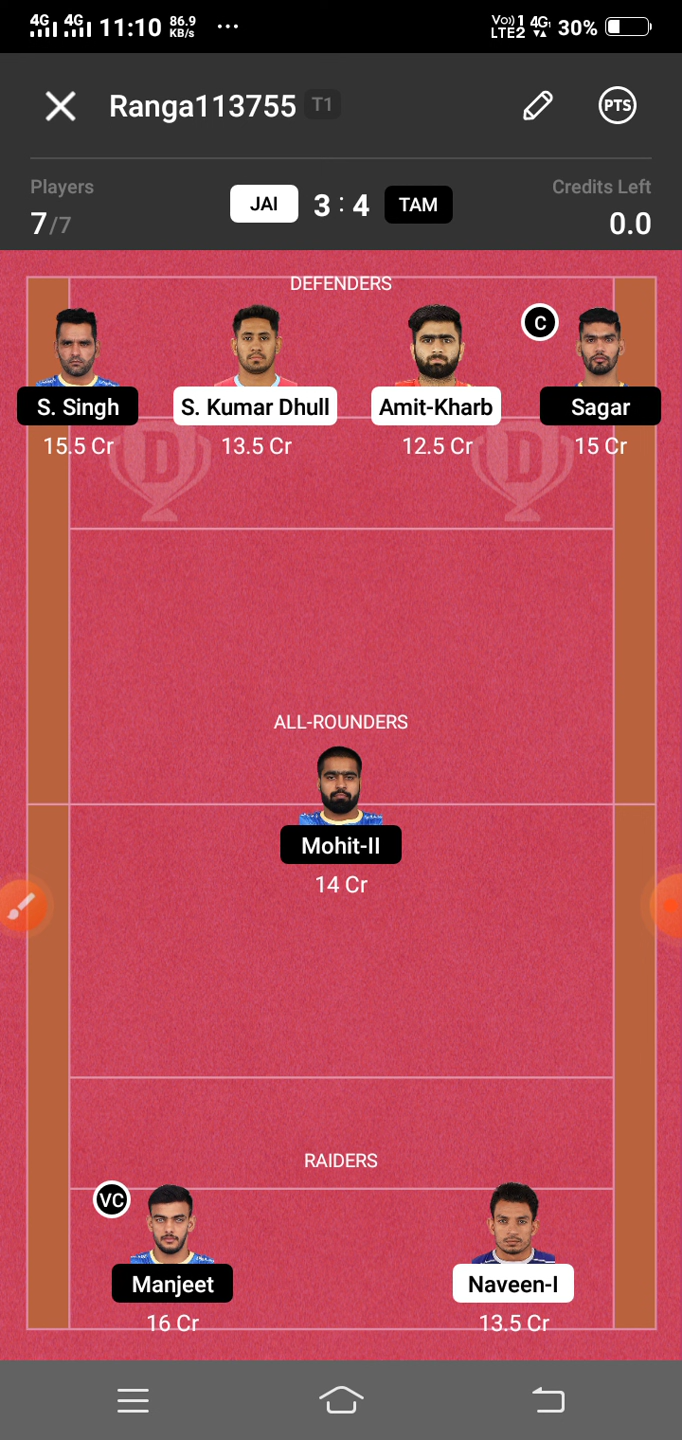 4G 4G 11:10 86.9 KB/s ... Vo)) 1 LTE2 4G 30%
Ranga113755 T1 PTS
Players Credits Left
7/7 JAI 3 : 4 TAM 0.0
DEFENDERS
C
S. Singh S. Kumar Dhull Amit-Kharb Sagar
15.5 Cr 13.5 Cr 12.5 Cr 15 Cr
D D
ALL-ROUNDERS
Mohit-II
14 Cr
RAIDERS
VC
Manjeet Naveen-I
16 Cr 13.5 Cr